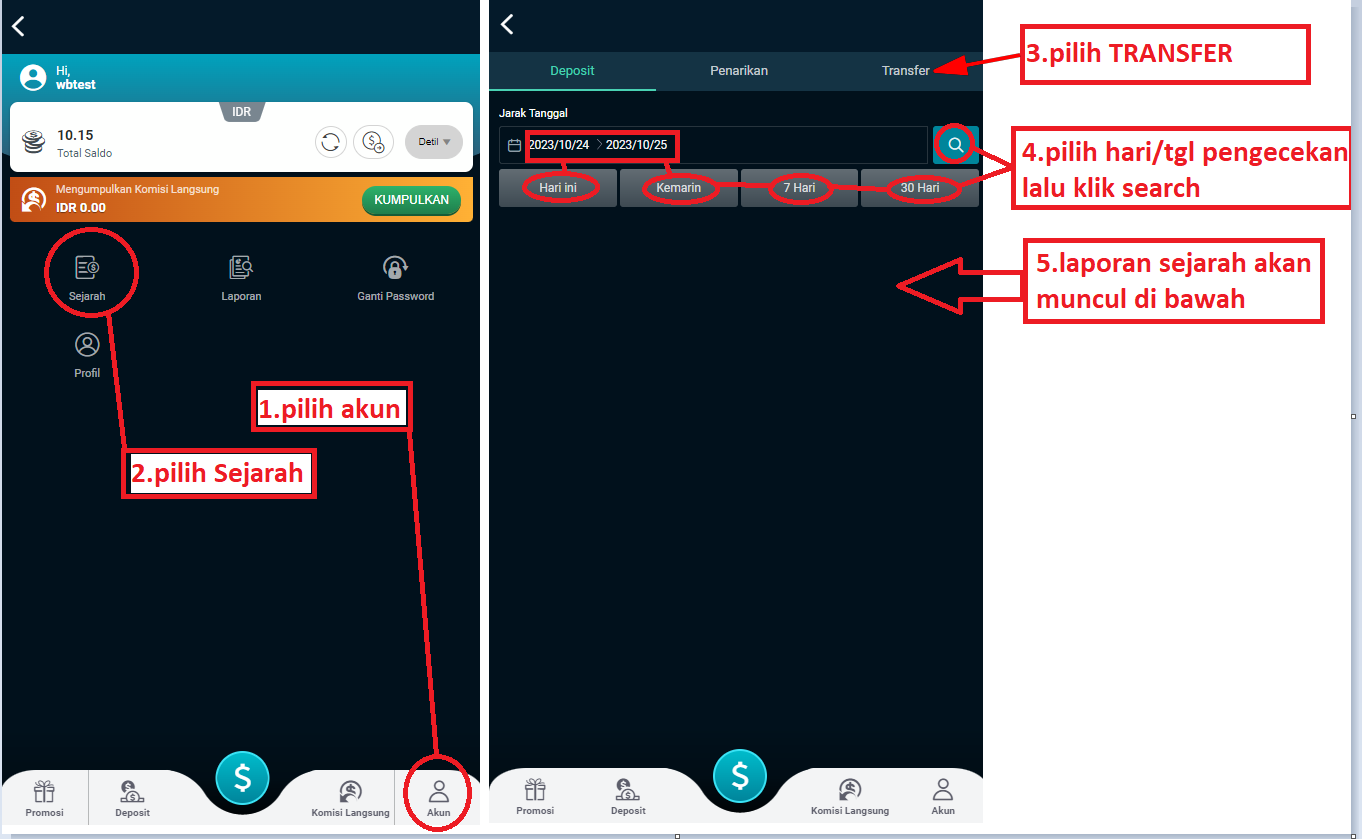 Hi,
wbtest
IDR
10.15
Total Saldo
Detil
Mengumpulkan Komisi Langsung
IDR 0.00
KUMPULKAN
Sejarah
Laporan
Ganti Password
Profil
1.pilih akun
2.pilih Sejarah
Promosi
Deposit
$
Komisi Langsung
Akun
Deposit
Penarikan
Transfer
3.pilih TRANSFER
Jarak Tanggal
2023/10/24 > 2023/10/25
Hari ini
Kemarin
7 Hari
30 Hari
4.pilih hari/tgl pengecekan
lalu klik search
5.laporan sejarah akan
muncul di bawah
Promosi
Deposit
$
Komisi Langsung
Akun